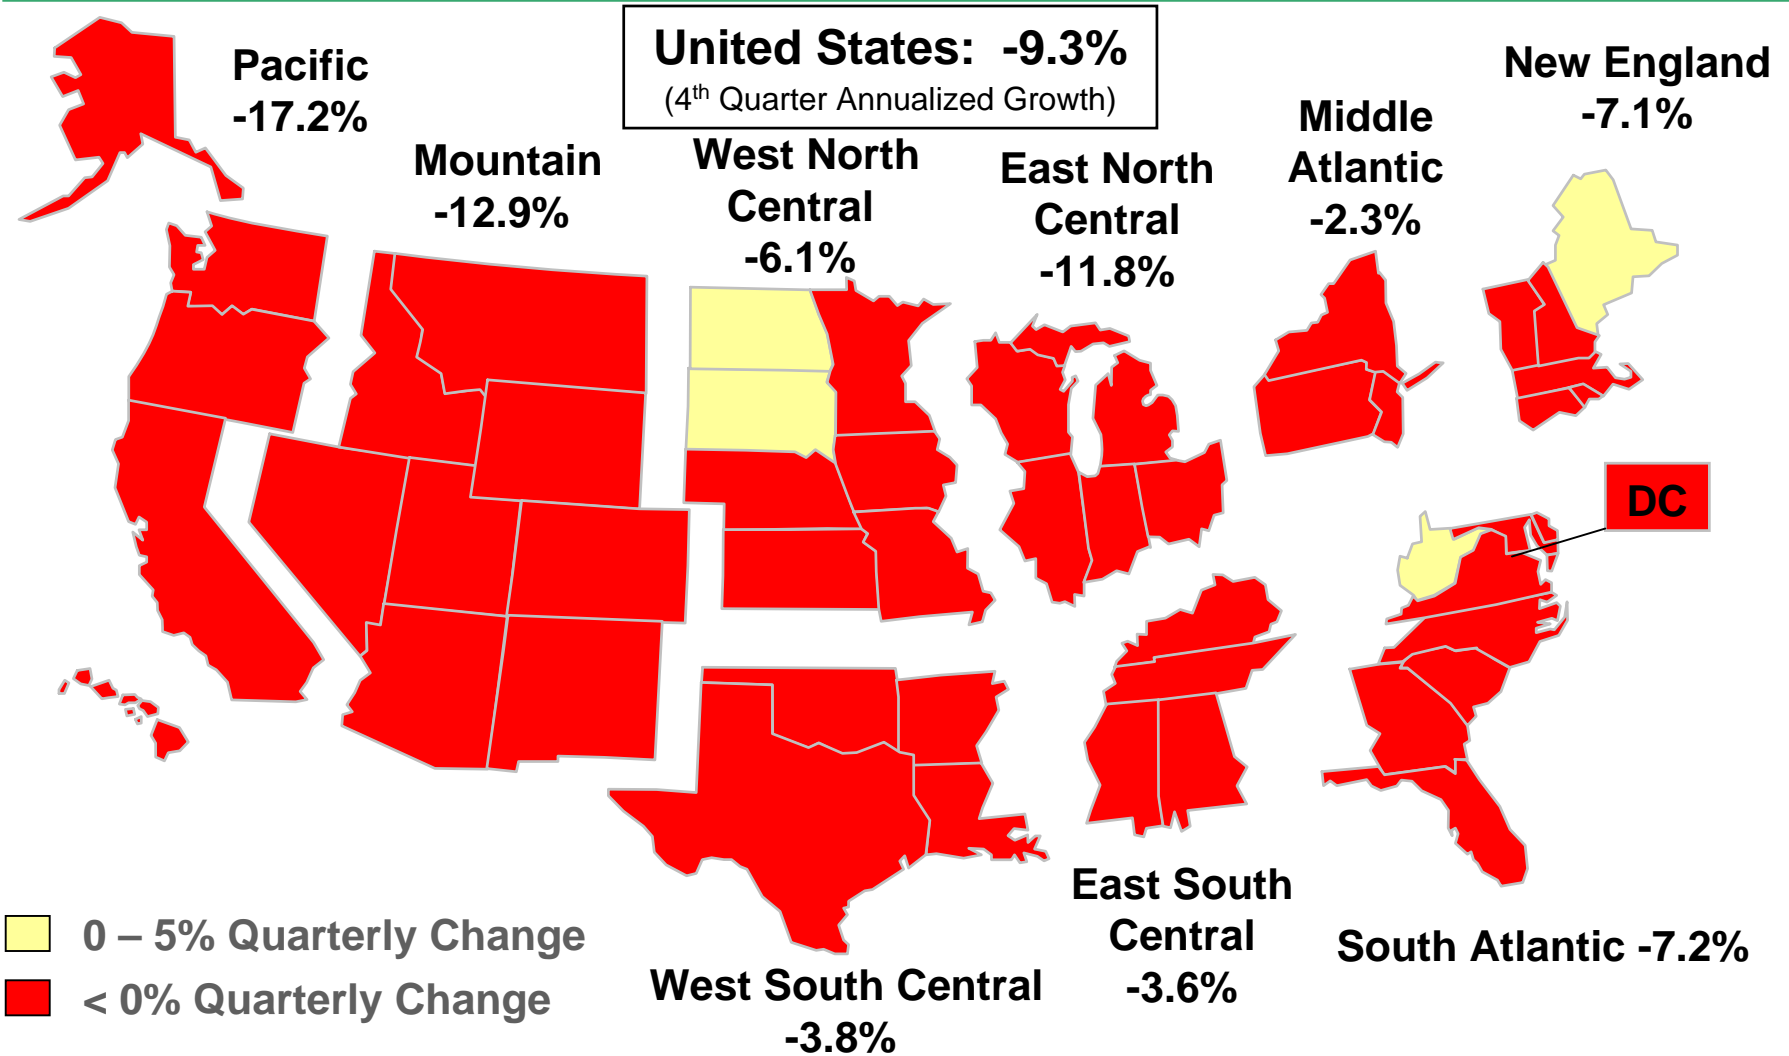 United States: -9.3%
(4th Quarter Annualized Growth)
Pacific
-17.2%
Mountain
-12.9%
West North
Central
-6.1%
East North
Central
-11.8%
Middle
Atlantic
-2.3%
New England
-7.1%
DC
0 – 5% Quarterly Change
< 0% Quarterly Change
West South Central
-3.8%
East South
Central
-3.6%
South Atlantic -7.2%